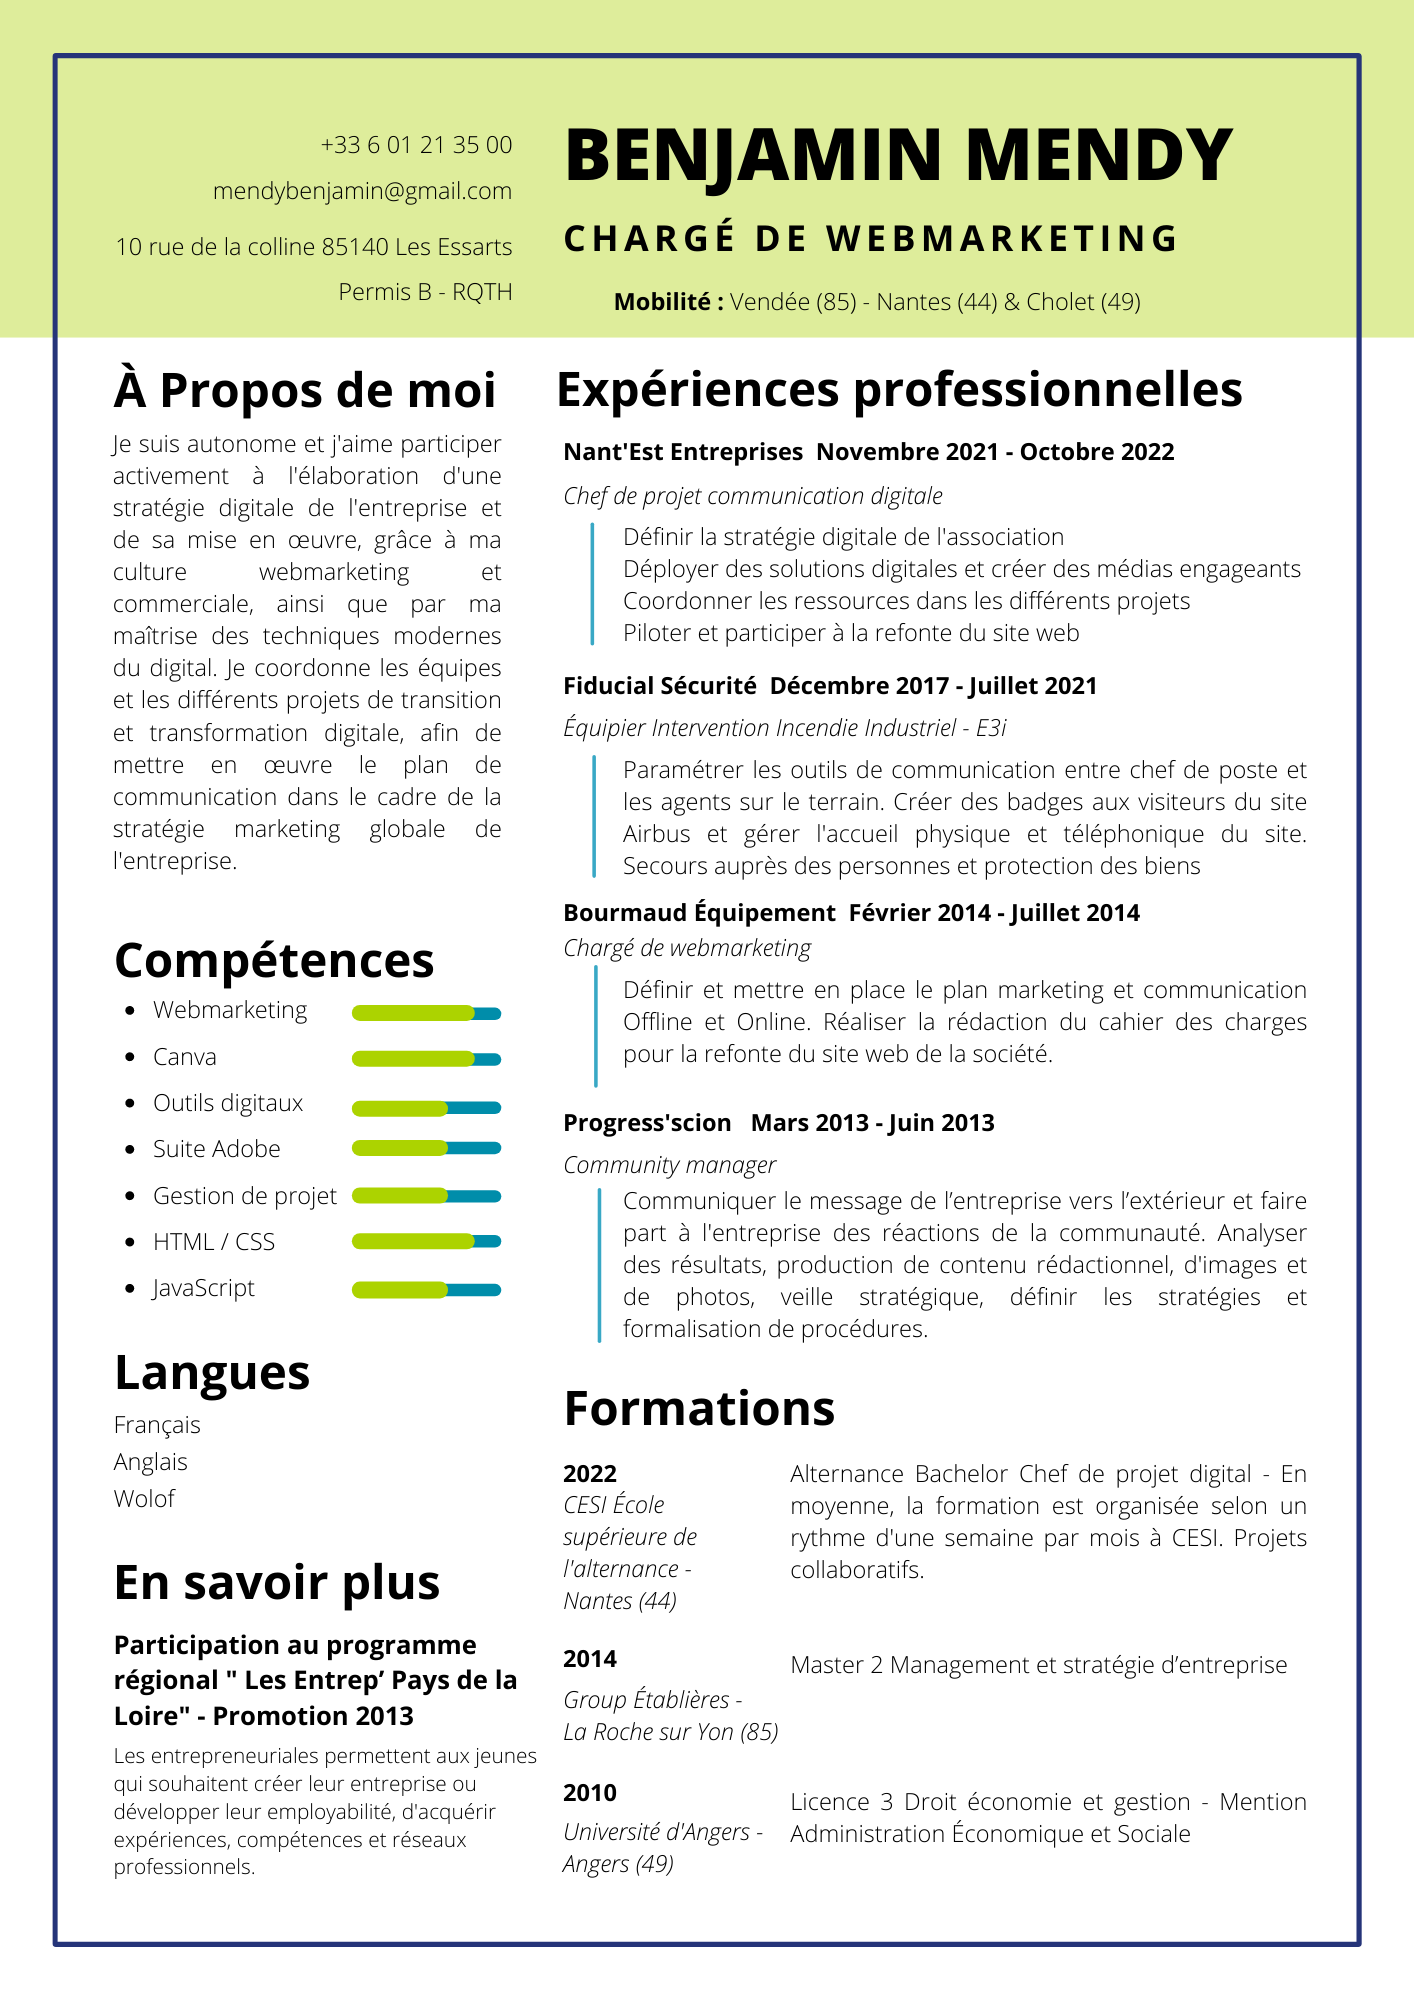 +33 6 01 21 35 00
mendybenjamin@gmail.com
10 rue de la colline 85140 Les Essarts
Permis B - RQTH
BENJAMIN MENDY
CHARGÉ DE WEBMARKETING
Mobilité : Vendée (85) - Nantes (44) & Cholet (49)
À Propos de moi
Je suis autonome et j'aime participer
activement à l'élaboration d'une
stratégie digitale de l'entreprise et
de sa mise en œuvre, grâce à ma
culture webmarketing et
commerciale, ainsi que par ma
maîtrise des techniques modernes
du digital. Je coordonne les équipes
et les différents projets de transition
et transformation digitale, afin de
mettre en œuvre le plan de
communication dans le cadre de la
stratégie marketing globale de
l'entreprise.
Compétences
• Webmarketing
• Canva
• Outils digitaux
• Suite Adobe
• Gestion de projet
• HTML / CSS
• JavaScript
Langues
Français
Anglais
Wolof
En savoir plus
Participation au programme
régional " Les Entrep’ Pays de la
Loire" - Promotion 2013
Les entrepreneuriales permettent aux jeunes
qui souhaitent créer leur entreprise ou
développer leur employabilité, d'acquérir
expériences, compétences et réseaux
professionnels.
Expériences professionnelles
Nant'Est Entreprises Novembre 2021 - Octobre 2022
Chef de projet communication digitale
Définir la stratégie digitale de l'association
Déployer des solutions digitales et créer des médias engageants
Coordonner les ressources dans les différents projets
Piloter et participer à la refonte du site web
Fiducial Sécurité Décembre 2017 - Juillet 2021
Équipier Intervention Incendie Industriel - E3i
Paramétrer les outils de communication entre chef de poste et
les agents sur le terrain. Créer des badges aux visiteurs du site
Airbus et gérer l'accueil physique et téléphonique du site.
Secours auprès des personnes et protection des biens
Bourmaud Équipement Février 2014 - Juillet 2014
Chargé de webmarketing
Définir et mettre en place le plan marketing et communication
Offline et Online. Réaliser la rédaction du cahier des charges
pour la refonte du site web de la société.
Progress'scion Mars 2013 - Juin 2013
Community manager
Communiquer le message de l’entreprise vers l’extérieur et faire
part à l'entreprise des réactions de la communauté. Analyser
des résultats, production de contenu rédactionnel, d'images et
de photos, veille stratégique, définir les stratégies et
formalisation de procédures.
Formations
2022
CESI École
supérieure de
l'alternance -
Nantes (44)
Alternance Bachelor Chef de projet digital - En
moyenne, la formation est organisée selon un
rythme d'une semaine par mois à CESI. Projets
collaboratifs.
2014
Group Établières -
La Roche sur Yon (85)
Master 2 Management et stratégie d’entreprise
2010
Université d'Angers -
Angers (49)
Licence 3 Droit économie et gestion - Mention
Administration Économique et Sociale